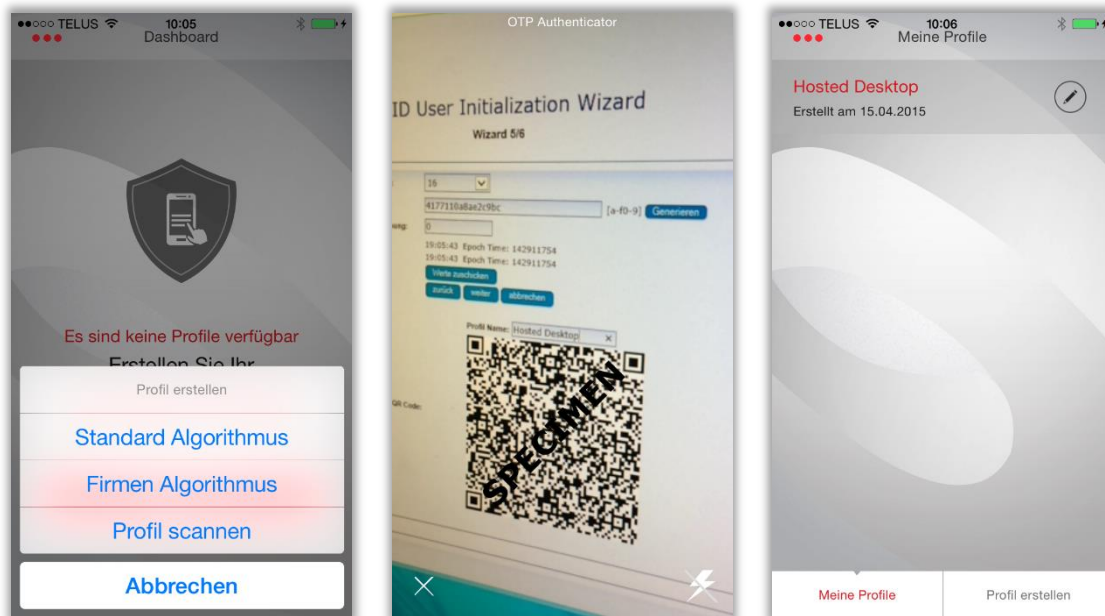 ●●○○○ TELUS 10:05
Dashboard
Es sind keine Profile verfügbar
Erstellen Sie Ihr
Profil erstellen
Standard Algorithmus
Firmen Algorithmus
Profil scannen
Abbrechen
OTP Authenticator
ID User Initialization Wizard
Wizard 5/6
16
4177110a8ae2c9bc [a-f0-9] Generieren
0
19:05:43 Epoch Time: 142911754
19:05:43 Epoch Time: 142911754
Werte zuschicken
zurück weiter abbrechen
Profil Name: Hosted Desktop ×
QR Code:
SPECIMEN
●●○○○ TELUS 10:06
Meine Profile
Hosted Desktop
Erstellt am 15.04.2015
Meine Profile Profil erstellen